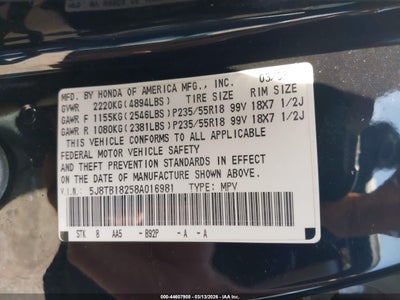 MFD. BY HONDA OF AMERICA MFG., INC. 03/
GVWR 2220KG(4894LBS) TIRE SIZE RIM SIZE
GAWR F 1155KG(2546LBS) P235/55R18 99V 18X7 1/2J
GAWR R 1080KG(2381LBS) P235/55R18 99V 18X7 1/2J
THIS VEHICLE CONFORMS TO ALL APPLICABLE
FEDERAL MOTOR VEHICLE SAFETY
AND THEFT PREVENTION STANDARDS IN EFFECT
ON THE DATE OF MANUFACTURE SHOWN ABOVE.
V.I.N.: 5J8TB18258A016981 TYPE: MPV
STK 8 AA5 - B92P - A - A
000-44607908 - 03/13/2026 - IAA Inc.